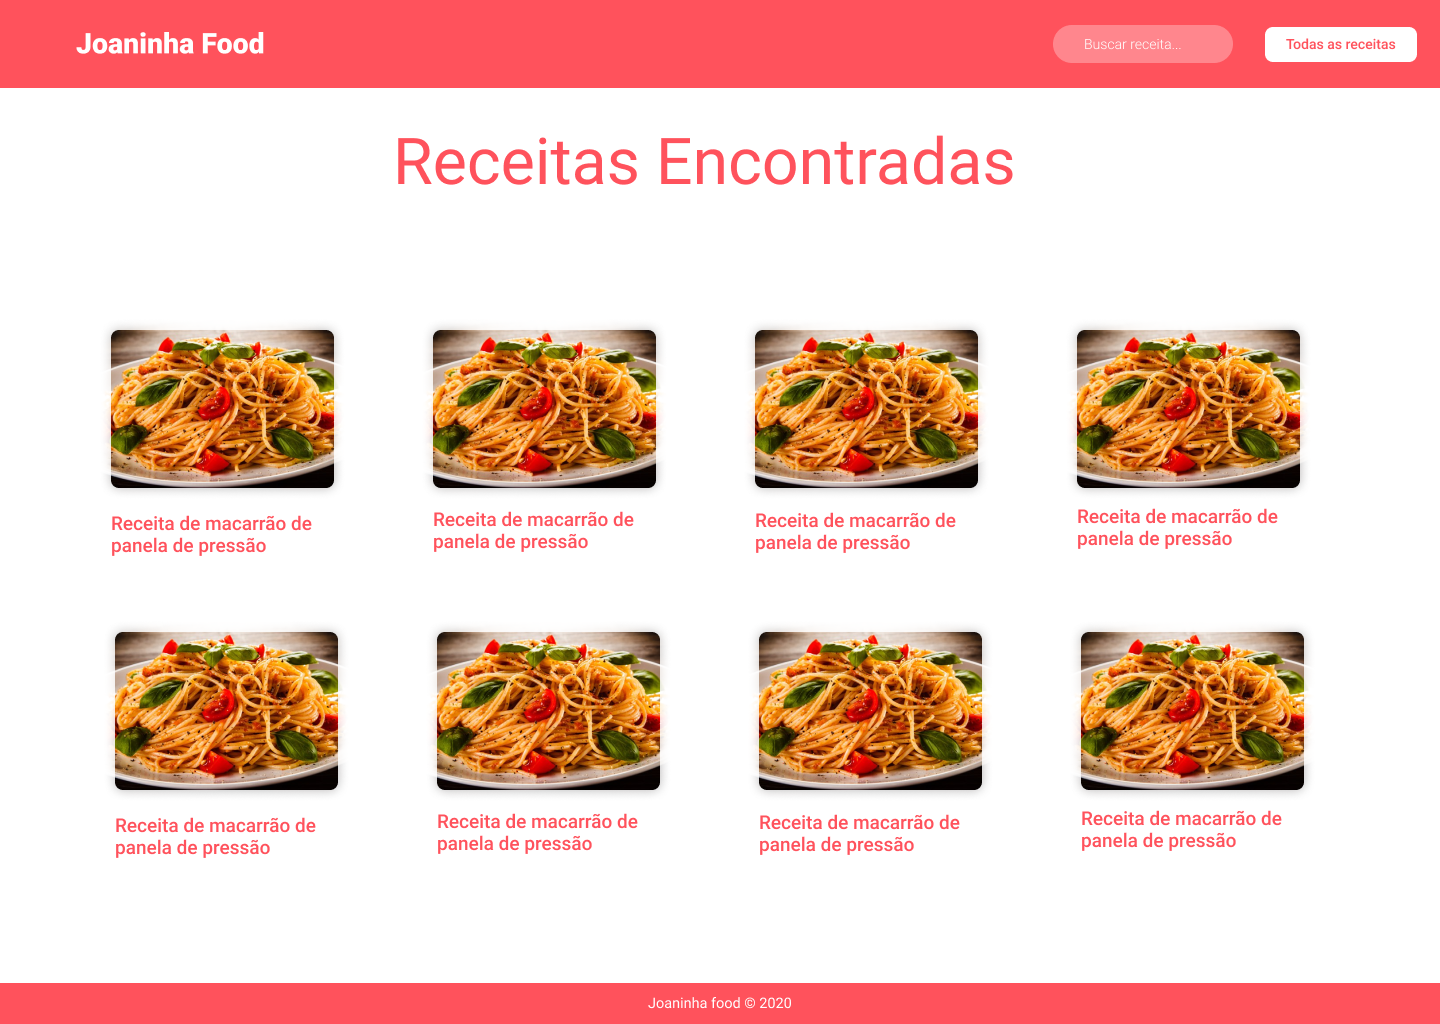 Joaninha Food
Buscar receita...
Todas as receitas
Receitas Encontradas
Receita de macarrão de
panela de pressão
Receita de macarrão de
panela de pressão
Receita de macarrão de
panela de pressão
Receita de macarrão de
panela de pressão
Receita de macarrão de
panela de pressão
Receita de macarrão de
panela de pressão
Receita de macarrão de
panela de pressão
Receita de macarrão de
panela de pressão
Joaninha food © 2020